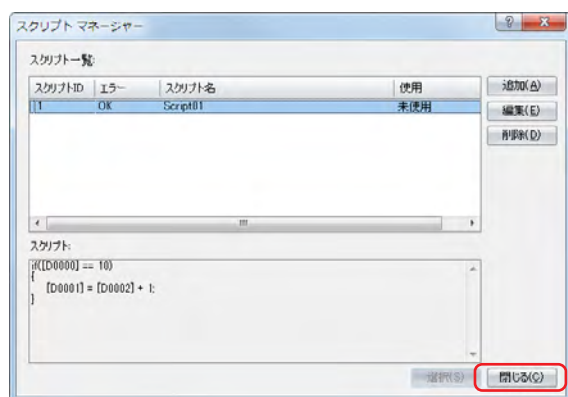 スクリプト マネージャー
スクリプト一覧:
スクリプトID エラー スクリプト名 使用
1 OK Script01 未使用
追加(A)
編集(E)
削除(D)
スクリプト:
if([D0000] == 10)
{
[D0001] = [D0002] + 1;
}
選択(S) 閉じる(C)